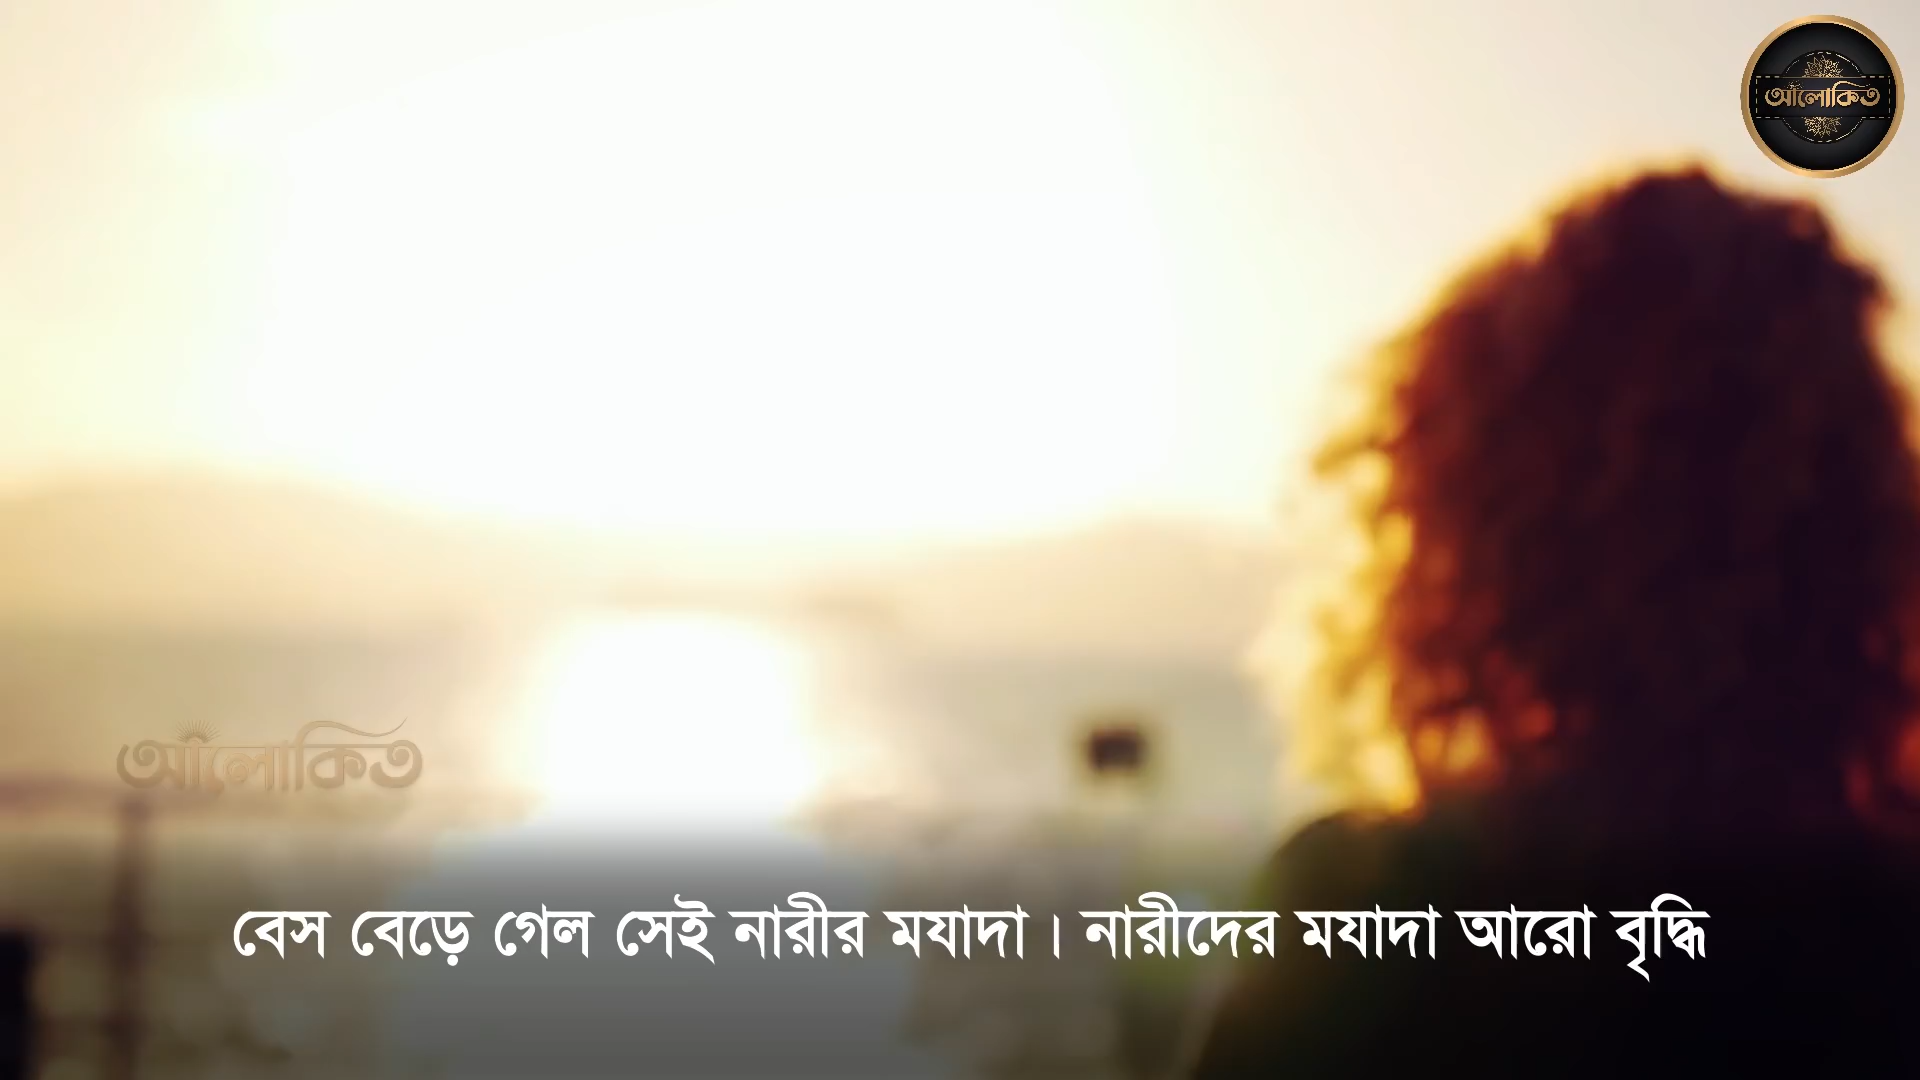 আলোকিত
আলোকিত
বেস বেড়ে গেল সেই নারীর মযাদা। নারীদের মযাদা আরো বৃদ্ধি